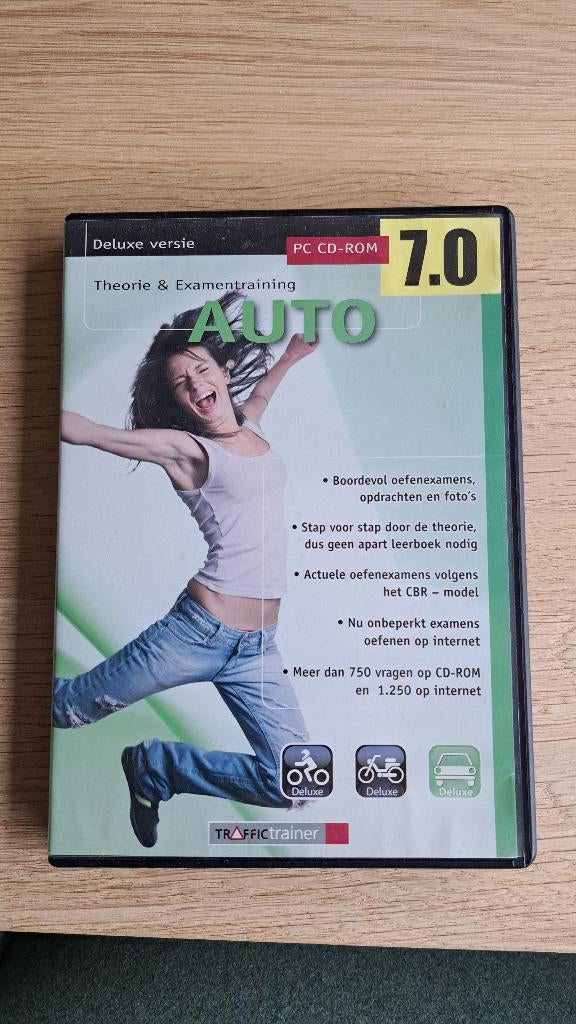 Deluxe versie
PC CD-ROM
7.0
Theorie & Examentraining
AUTO
• Boordevol oefenexamens,
opdrachten en foto's
• Stap voor stap door de theorie,
dus geen apart leerboek nodig
• Actuele oefenexamens volgens
het CBR – model
• Nu onbeperkt examens
oefenen op internet
• Meer dan 750 vragen op CD-ROM
en 1.250 op internet
Deluxe
Deluxe
Deluxe
TRAFFICtrainer